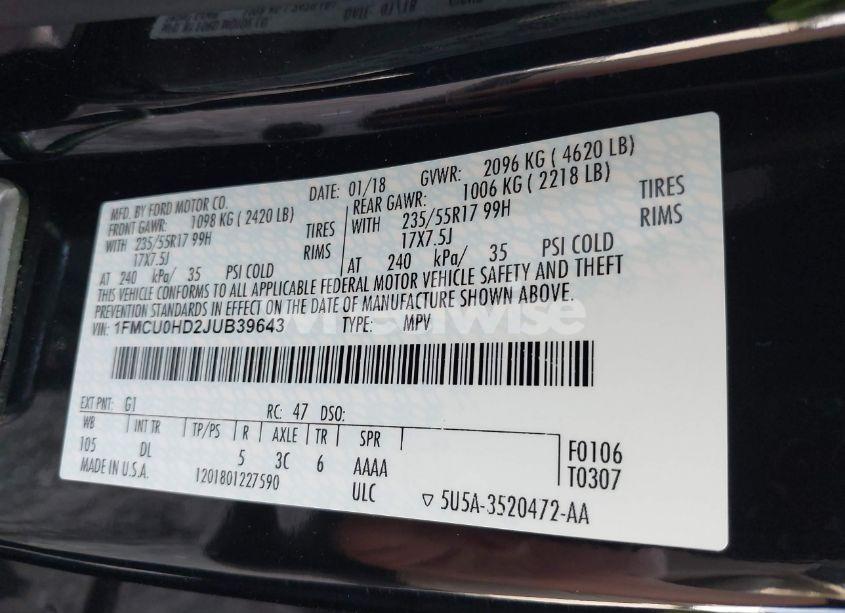 MFD. BY FORD MOTOR CO. DATE: 01/18 GVWR: 2096 KG ( 4620 LB)
FRONT GAWR: 1098 KG ( 2420 LB) REAR GAWR: 1006 KG ( 2218 LB)
WITH 235/55R17 99H TIRES WITH 235/55R17 99H TIRES
17X7.5J RIMS 17X7.5J RIMS
AT 240 kPa/ 35 PSI COLD AT 240 kPa/ 35 PSI COLD
THIS VEHICLE CONFORMS TO ALL APPLICABLE FEDERAL MOTOR VEHICLE SAFETY AND THEFT
PREVENTION STANDARDS IN EFFECT ON THE DATE OF MANUFACTURE SHOWN ABOVE.
VIN: 1FMCU0HD2JUB39643 TYPE: MPV
EXT PNT: G1 RC: 47 DSO:
WB INT TR TP/PS R AXLE TR SPR
105 DL 5 3C 6 AAAA
F0106
T0307
MADE IN U.S.A. 1201801227590 ULC 5U5A-3520472-AA